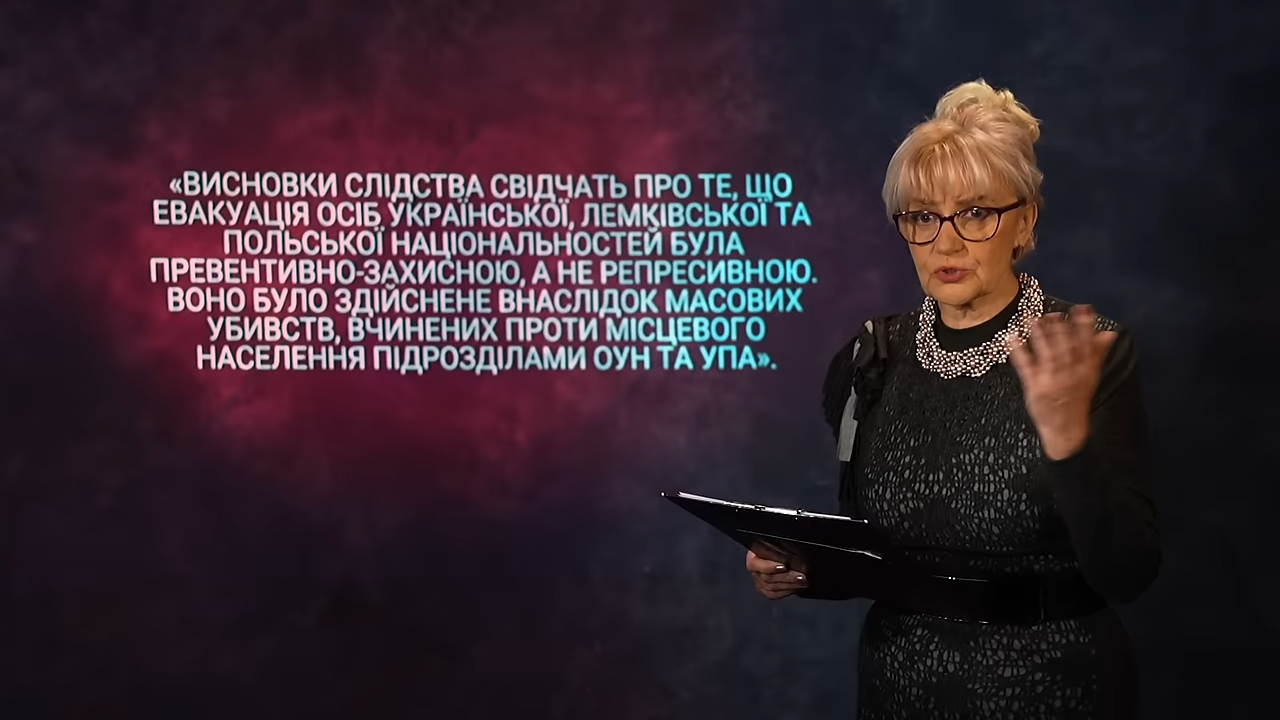 «ВИСНОВКИ СЛІДСТВА СВІДЧАТЬ ПРО ТЕ, ЩО
ЕВАКУАЦІЯ ОСІБ УКРАЇНСЬКОЇ, ЛЕМКІВСЬКОЇ ТА
ПОЛЬСЬКОЇ НАЦІОНАЛЬНОСТЕЙ БУЛА
ПРЕВЕНТИВНО-ЗАХИСНОЮ, А НЕ РЕПРЕСИВНОЮ.
ВОНО БУЛО ЗДІЙСНЕНЕ ВНАСЛІДОК МАСОВИХ
УБИВСТВ, ВЧИНЕНИХ ПРОТИ МІСЦЕВОГО
НАСЕЛЕННЯ ПІДРОЗДІЛАМИ ОУН ТА УПА».